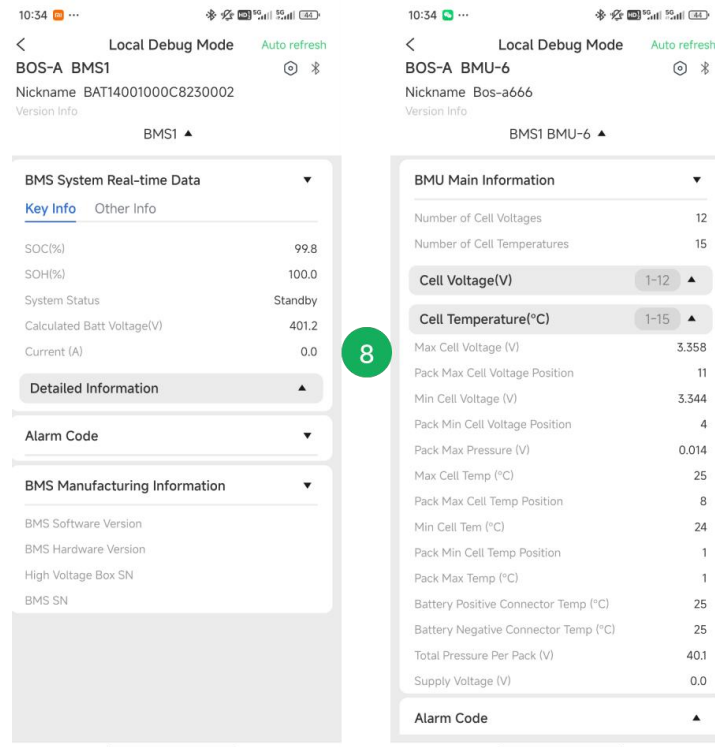 10:34 ...
HD 5G 5G 44
Local Debug Mode Auto refresh
BOS-A BMS1
Nickname BAT14001000C8230002
Version Info
BMS1 ▲
BMS System Real-time Data ▼
Key Info Other Info
SOC(%) 99.8
SOH(%) 100.0
System Status Standby
Calculated Batt Voltage(V) 401.2
Current (A) 0.0
Detailed Information ▲
Alarm Code ▼
BMS Manufacturing Information ▼
BMS Software Version
BMS Hardware Version
High Voltage Box SN
BMS SN
8
10:34 ...
HD 5G 5G 44
Local Debug Mode Auto refresh
BOS-A BMU-6
Nickname Bos-a666
Version Info
BMS1 BMU-6 ▲
BMU Main Information ▼
Number of Cell Voltages 12
Number of Cell Temperatures 15
Cell Voltage(V) 1-12 ▲
Cell Temperature(°C) 1-15 ▲
Max Cell Voltage (V) 3.358
Pack Max Cell Voltage Position 11
Min Cell Voltage (V) 3.344
Pack Min Cell Voltage Position 4
Pack Max Pressure (V) 0.014
Max Cell Temp (°C) 25
Pack Max Cell Temp Position 8
Min Cell Tem (°C) 24
Pack Min Cell Temp Position 1
Pack Max Temp (°C) 1
Battery Positive Connector Temp (°C) 25
Battery Negative Connector Temp (°C) 25
Total Pressure Per Pack (V) 40.1
Supply Voltage (V) 0.0
Alarm Code ▲